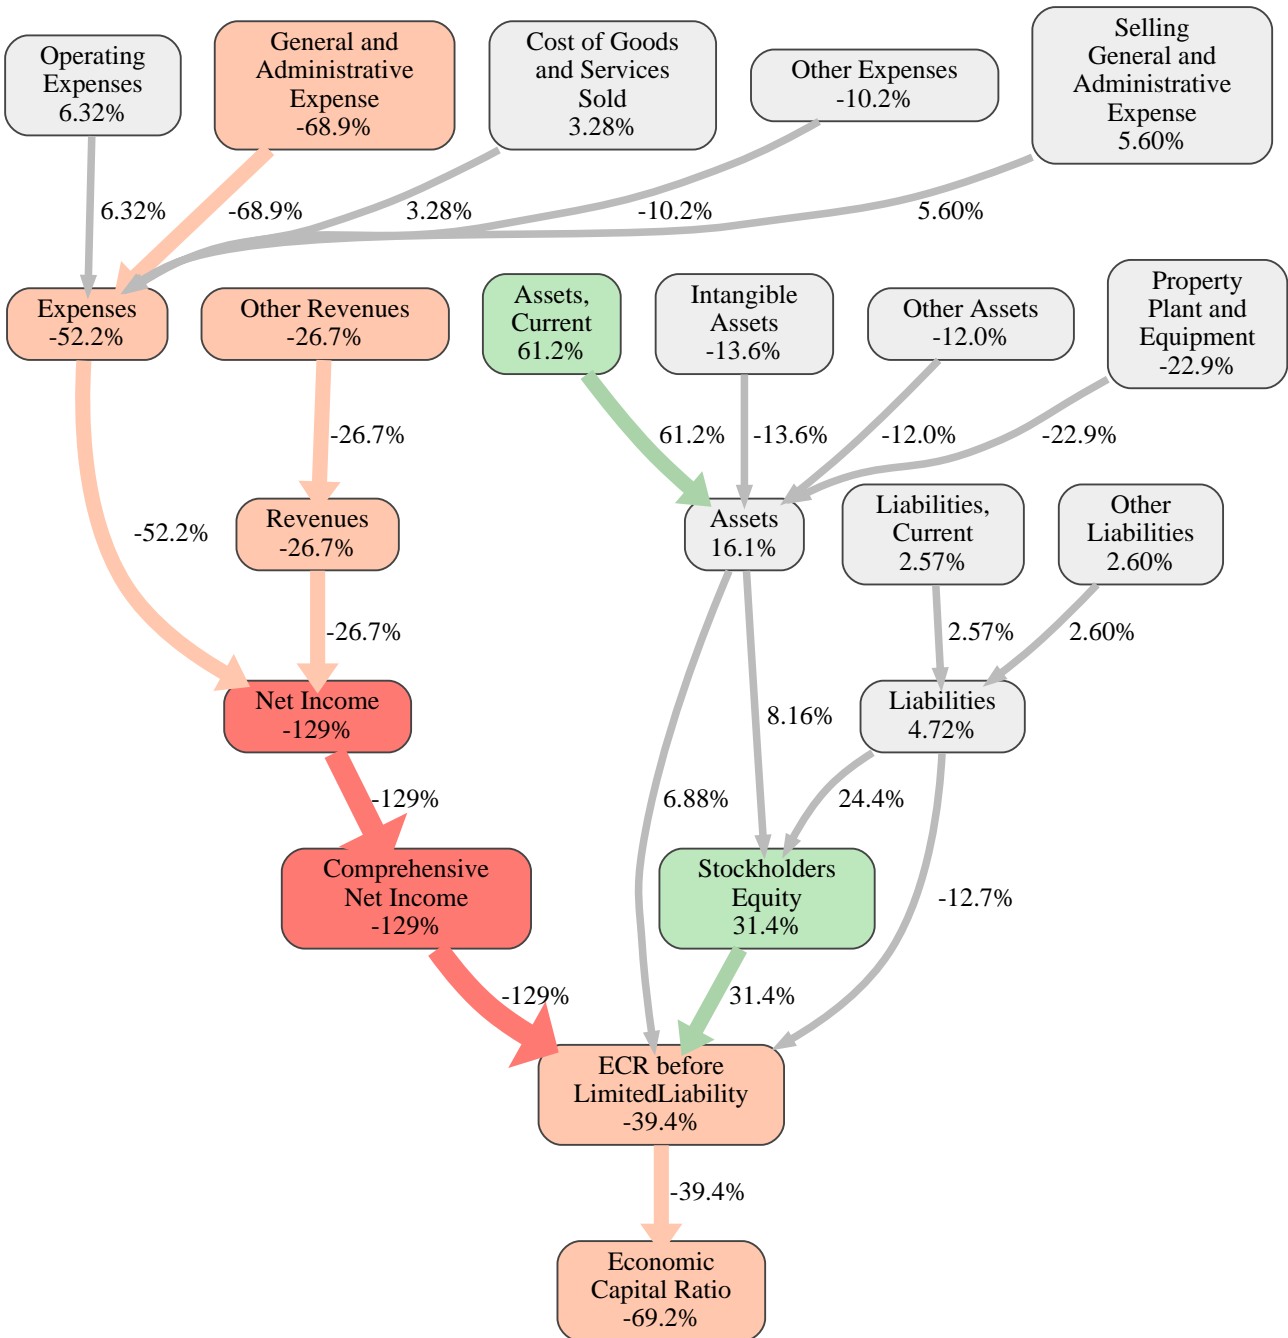 Operating
Expenses
6.32%
General and
Administrative
Expense
-68.9%
Cost of Goods
and Services
Sold
3.28%
Other Expenses
-10.2%
Selling
General and
Administrative
Expense
5.60%
6.32%
-68.9%
3.28%
-10.2%
5.60%
Expenses
-52.2%
Other Revenues
-26.7%
Assets,
Current
61.2%
Intangible
Assets
-13.6%
Other Assets
-12.0%
Property
Plant and
Equipment
-22.9%
-26.7%
61.2%
-13.6%
-12.0%
-22.9%
-52.2%
Revenues
-26.7%
Assets
16.1%
Liabilities,
Current
2.57%
Other
Liabilities
2.60%
-26.7%
2.57%
2.60%
Net Income
-129%
8.16%
Liabilities
4.72%
-129%
6.88%
24.4%
Comprehensive
Net Income
-129%
Stockholders
Equity
31.4%
-12.7%
-129%
31.4%
ECR before
LimitedLiability
-39.4%
-39.4%
Economic
Capital Ratio
-69.2%